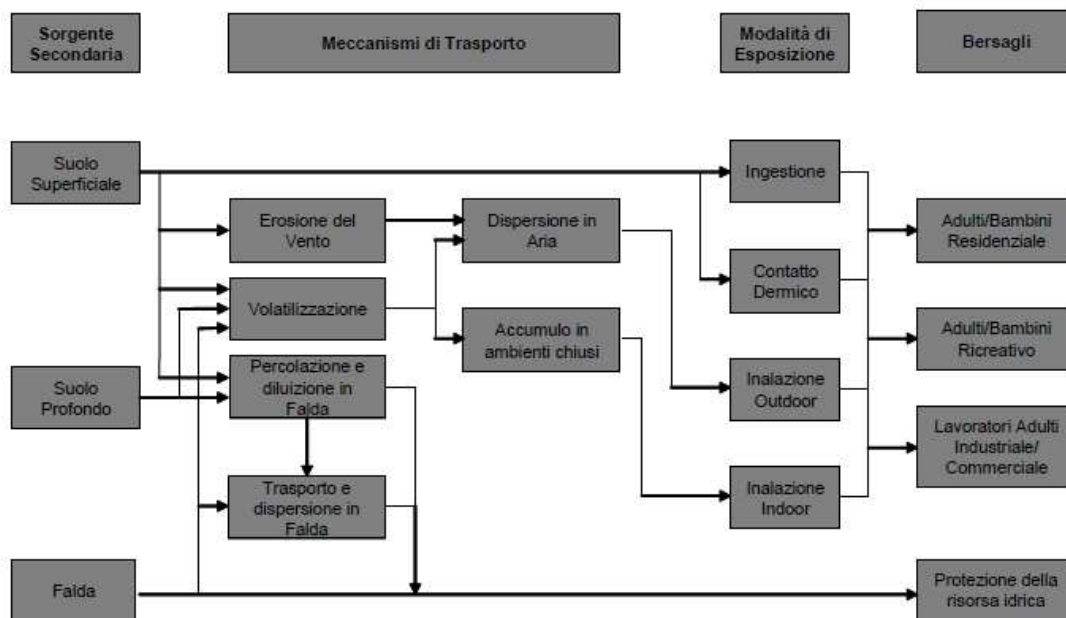 Sorgente
Secondaria
Meccanismi di Trasporto
Modalità di
Esposizione
Bersagli
Suolo
Superficiale
Ingestione
Erosione del
Vento
Dispersione in
Aria
Adulti/Bambini
Residenziale
Contatto
Dermico
Volatilizzazione
Accumulo in
ambienti chiusi
Adulti/Bambini
Ricreativo
Suolo
Profondo
Percolazione e
diluizione in
Falda
Inalazione
Outdoor
Lavoratori Adulti
Industriale/
Commerciale
Trasporto e
dispersione in
Falda
Inalazione
Indoor
Falda
Protezione della
risorsa idrica